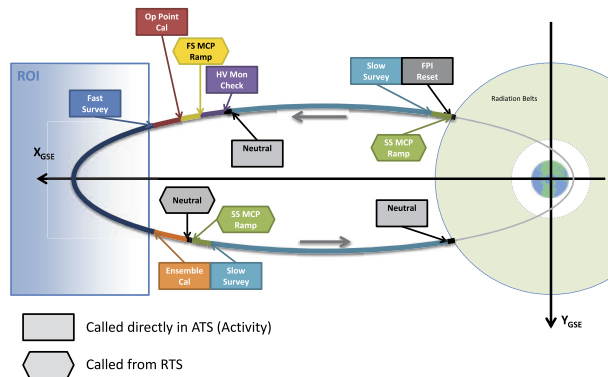 Op Point
Cal
FS MCP
Ramp
ROI
HV Mon
Check
Slow
Survey
FPI
Reset
Fast
Survey
Radiation Belts
Neutral
SS MCP
Ramp
XGSE
Neutral
SS MCP
Ramp
Neutral
Ensemble
Cal
Slow
Survey
YGSE
Called directly in ATS (Activity)
Called from RTS